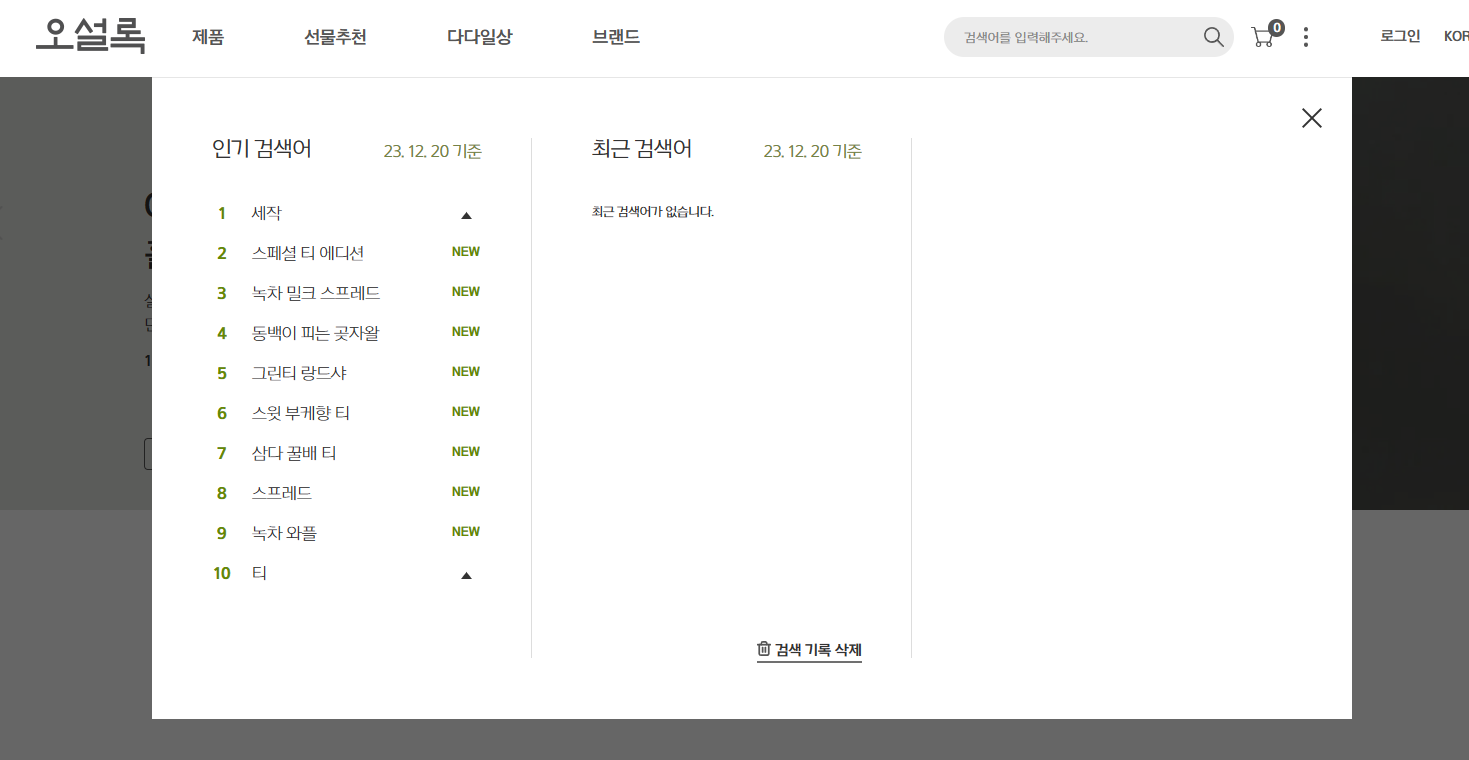 오설록
제품
선물추천
다다일상
브랜드
검색어를 입력해주세요.
0
로그인
KOR
인기 검색어
23. 12. 20 기준
1 세작
2 스페셜 티 에디션 NEW
3 녹차 밀크 스프레드 NEW
4 동백이 피는 곶자왈 NEW
5 그린티 랑드샤 NEW
6 스윗 부케향 티 NEW
7 삼다 꿀배 티 NEW
8 스프레드 NEW
9 녹차 와플 NEW
10 티
최근 검색어
23. 12. 20 기준
최근 검색어가 없습니다.
검색 기록 삭제